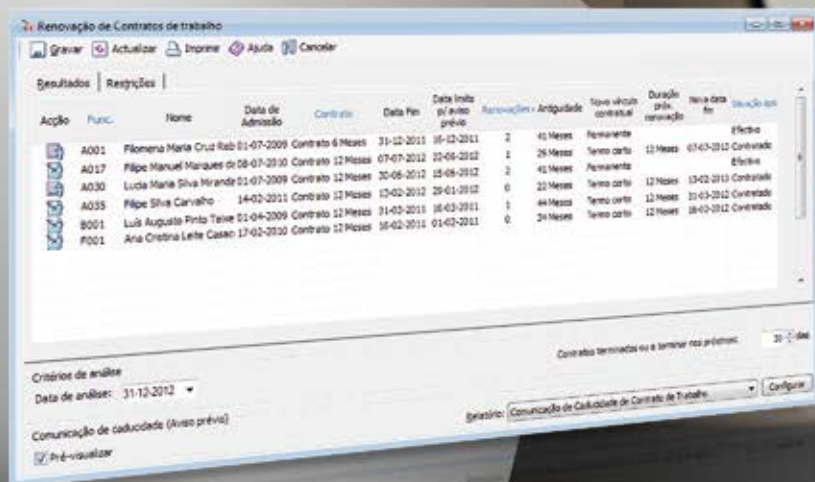 Renovação de Contratos de trabalho
Gravar Actualizar Imprimir Ajuda Cancelar
Resultados Restrições
Acção Func. Nome Data de Admissão Contrato Data Fim Data limite p/ aviso prévio Renovações Antiguidade Novo vínculo contratual Duração próx. renovação Nova data fim Situação após
A001 Filomena Maria Cruz Reb 01-07-2009 Contrato 6 Meses 31-12-2011 16-12-2011 2 41 Meses Permanente Efectivo
A017 Filipe Manuel Marques de 08-07-2010 Contrato 12 Meses 07-07-2012 22-06-2012 1 26 Meses Termo certo 12 Meses 07-07-2013 Contratado
A030 Lucia Maria Silva Mirande 01-07-2009 Contrato 12 Meses 30-06-2012 15-06-2012 2 41 Meses Permanente Efectivo
A035 Filipe Silva Carvalho 14-02-2011 Contrato 12 Meses 13-02-2012 29-01-2012 0 22 Meses Termo certo 12 Meses 13-02-2013 Contratado
B001 Luís Augusto Pinto Teixe 01-04-2009 Contrato 12 Meses 31-03-2011 16-03-2011 1 44 Meses Termo certo 12 Meses 31-03-2012 Contratado
F001 Ana Cristina Leite Casac 17-02-2010 Contrato 12 Meses 16-02-2011 01-02-2011 0 34 Meses Termo certo 12 Meses 16-02-2012 Contratado
Contratos terminados ou a terminar nos próximos: 30 dias
Critérios de análise
Data de análise: 31-12-2012
Relatório: Comunicação de Caducidade de Contrato de Trabalho Configurar
Comunicação de caducidade (Aviso prévio)
Pré-visualizar